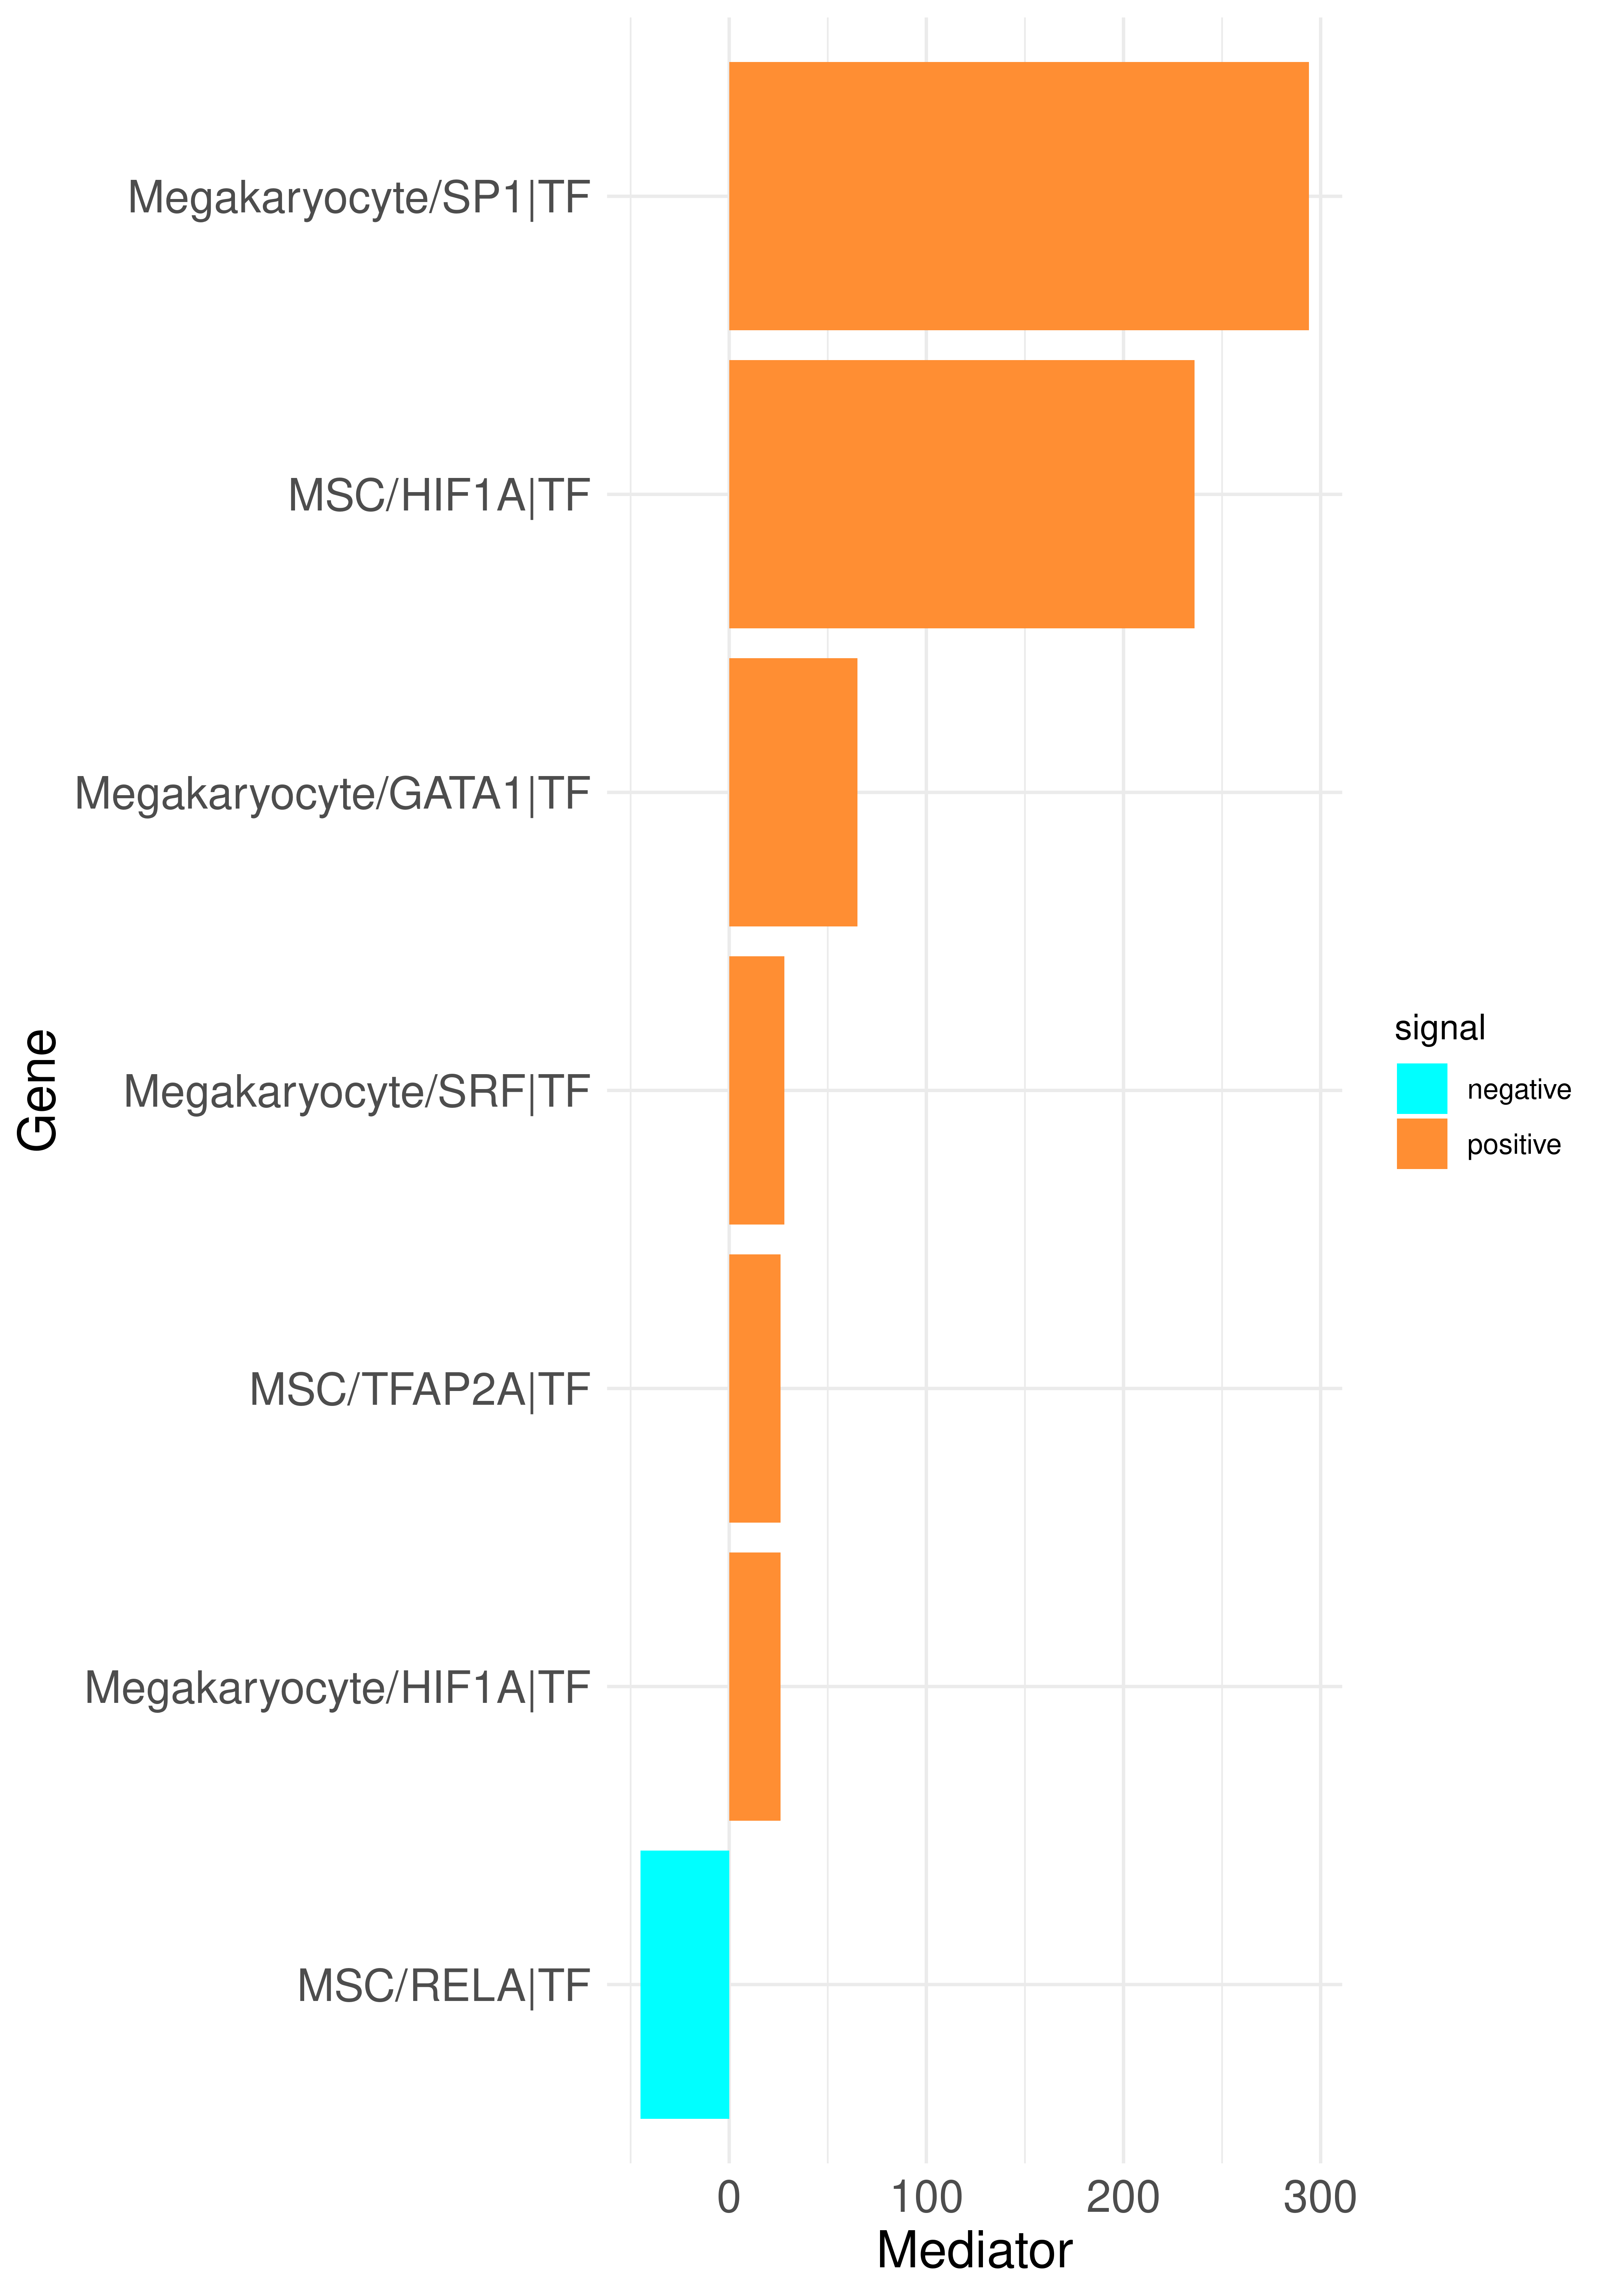 Megakaryocyte/SP1|TF
MSC/HIF1A|TF
Megakaryocyte/GATA1|TF
Megakaryocyte/SRF|TF
MSC/TFAP2A|TF
Megakaryocyte/HIF1A|TF
MSC/RELA|TF
Gene
0 100 200 300
Mediator
signal
negative
positive